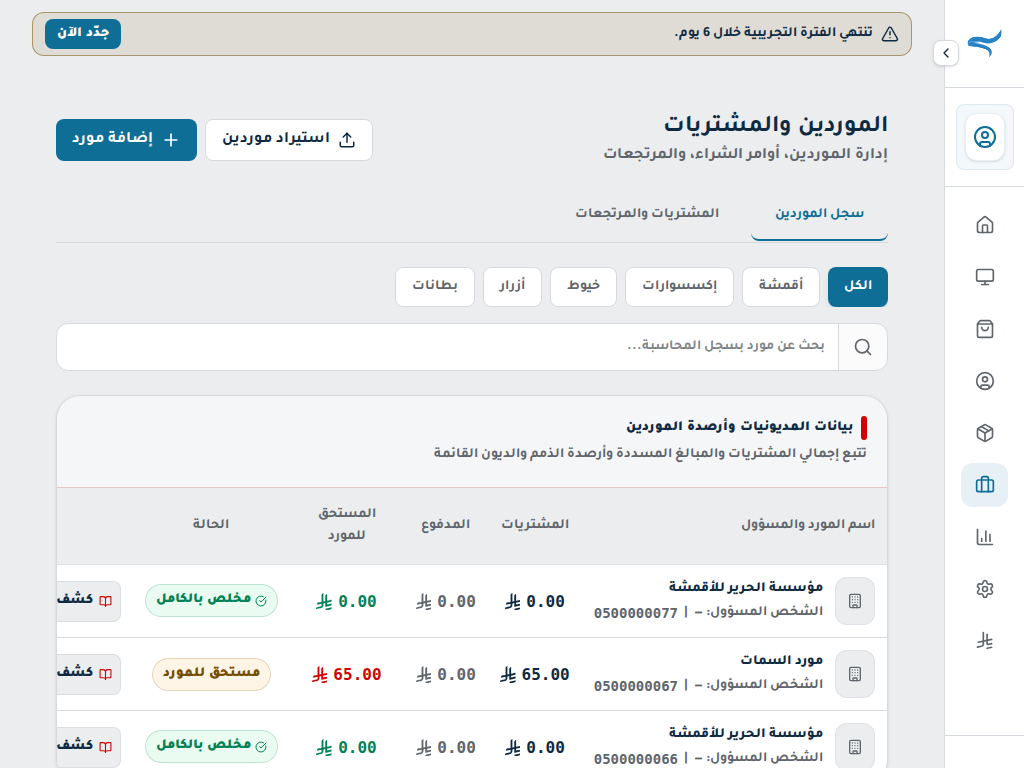 تنتهي الفترة التجريبية خلال 6 يوم.
جدّد الآن
الموردين والمشتريات
إدارة الموردين، أوامر الشراء، والمرتجعات
استيراد موردين
إضافة مورد
سجل الموردين
المشتريات والمرتجعات
الكل
أقمشة
إكسسوارات
خيوط
أزرار
بطانات
بحث عن مورد بسجل المحاسبة...
بيانات المديونيات وأرصدة الموردين
تتبع إجمالي المشتريات والمبالغ المسددة وأرصدة الذمم والديون القائمة
اسم المورد والمسؤول
المشتريات
المدفوع
المستحق
للمورد
الحالة
مؤسسة الحرير للأقمشة
الشخص المسؤول: – | 0500000077
0.00
0.00
0.00
مخلص بالكامل
كشف
مورد السمات
الشخص المسؤول: – | 0500000067
65.00
0.00
65.00
مستحق للمورد
كشف
مؤسسة الحرير للأقمشة
الشخص المسؤول: – | 0500000066
0.00
0.00
0.00
مخلص بالكامل
كشف